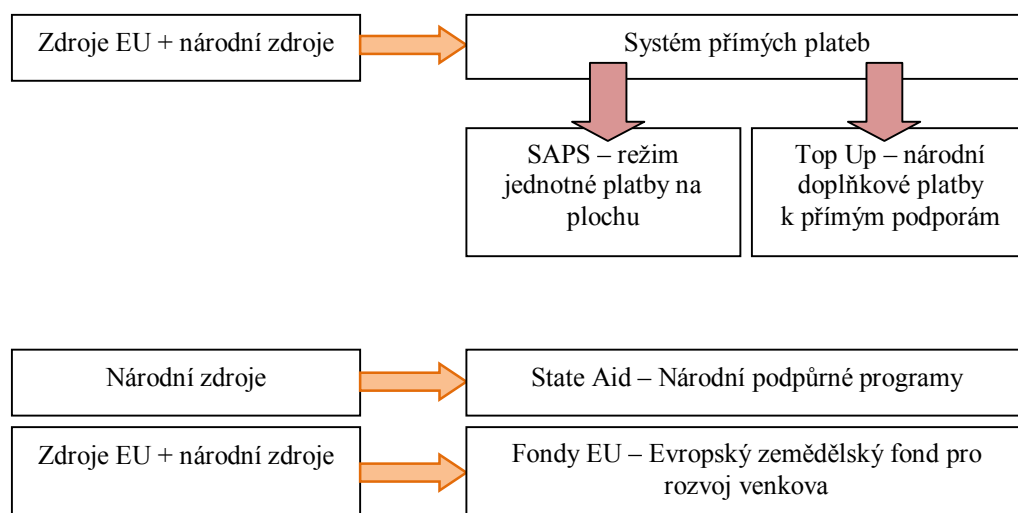 Zdroje EU + národní zdroje
Systém přímých plateb
SAPS – režim
jednotné platby na
plochu
Top Up – národní
doplňkové platby
k přímým podporám
Národní zdroje
State Aid – Národní podpůrné programy
Zdroje EU + národní zdroje
Fondy EU – Evropský zemědělský fond pro
rozvoj venkova